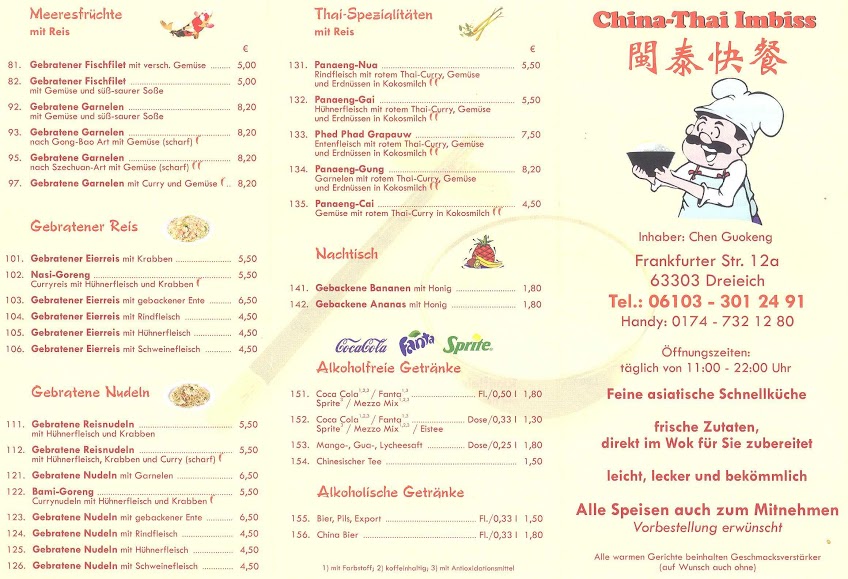 Meeresfrüchte
mit Reis
€
81. Gebratener Fischfilet mit versch. Gemüse ........ 5,00
82. Gebratener Fischfilet ........ 5,00
mit Gemüse und süß-saurer Soße
92. Gebratene Garnelen ........ 8,20
mit Gemüse und süß-saurer Soße
93. Gebratene Garnelen ........ 8,20
nach Gong-Bao Art mit Gemüse (scharf)
95. Gebratene Garnelen ........ 8,20
nach Szechuan-Art mit Gemüse (scharf)
97. Gebratene Garnelen mit Curry und Gemüse .. 8,20
Gebratener Reis
101. Gebratener Eierreis mit Krabben ........ 5,50
102. Nasi-Goreng ........ 5,50
Curryreis mit Hühnerfleisch und Krabben
103. Gebratener Eierreis mit gebackener Ente ........ 6,50
104. Gebratener Eierreis mit Rindfleisch ........ 4,50
105. Gebratener Eierreis mit Hühnerfleisch ........ 4,50
106. Gebratener Eierreis mit Schweinefleisch ........ 4,50
Gebratene Nudeln
111. Gebratene Reisnudeln ........ 5,50
mit Hühnerfleisch und Krabben
112. Gebratene Reisnudeln ........ 5,50
mit Hühnerfleisch, Krabben und Curry (scharf)
121. Gebratene Nudeln mit Garnelen ........ 6,50
122. Bami-Goreng ........ 5,50
Currynudeln mit Hühnerfleisch und Krabben
123. Gebratene Nudeln mit gebackener Ente ........ 6,50
124. Gebratene Nudeln mit Rindfleisch ........ 4,50
125. Gebratene Nudeln mit Hühnerfleisch ........ 4,50
126. Gebratene Nudeln mit Schweinefleisch ........ 4,50
Thai-Spezialitäten
mit Reis
€
131. Panaeng-Nua ........ 5,50
Rindfleisch mit rotem Thai-Curry, Gemüse
und Erdnüssen in Kokosmilch
132. Panaeng-Gai ........ 5,50
Hühnerfleisch mit rotem Thai-Curry, Gemüse
und Erdnüssen in Kokosmilch
133. Phed Phad Grapauw ........ 7,50
Entenfleisch mit rotem Thai-Curry, Gemüse
und Erdnüssen in Kokosmilch
134. Panaeng-Gung ........ 8,20
Garnelen mit rotem Thai-Curry, Gemüse
und Erdnüssen in Kokosmilch
135. Panaeng-Cai ........ 4,50
Gemüse mit rotem Thai-Curry in Kokosmilch
Nachtisch
141. Gebackene Bananen mit Honig ........ 1,80
142. Gebackene Ananas mit Honig ........ 1,80
Coca Cola Fanta Sprite
Alkoholfreie Getränke
151. Coca Cola1,2,3 / Fanta1,3 ........ Fl./0,50 l 1,80
Sprite3 / Mezzo Mix1,2,3
152. Coca Cola1,2,3 / Fanta1,3 ........ Dose/0,33 l 1,30
Sprite3 / Mezzo Mix1,2,3 / Eistee
153. Mango-, Gua-, Lycheesaft ........ Dose/0,25 l 1,80
154. Chinesischer Tee ........ 1,50
Alkoholische Getränke
155. Bier, Pils, Export ........ Fl./0,33 l 1,50
156. China Bier ........ Fl./0,33 l 1,80
1) mit Farbstoff; 2) koffeinhaltig; 3) mit Antioxidationsmittel
China-Thai Imbiss
閩泰快餐
Inhaber: Chen Guokeng
Frankfurter Str. 12a
63303 Dreieich
Tel.: 06103 - 301 24 91
Handy: 0174 - 732 12 80
Öffnungszeiten:
täglich von 11:00 - 22:00 Uhr
Feine asiatische Schnellküche
frische Zutaten,
direkt im Wok für Sie zubereitet
leicht, lecker und bekömmlich
Alle Speisen auch zum Mitnehmen
Vorbestellung erwünscht
Alle warmen Gerichte beinhalten Geschmacksverstärker
(auf Wunsch auch ohne)